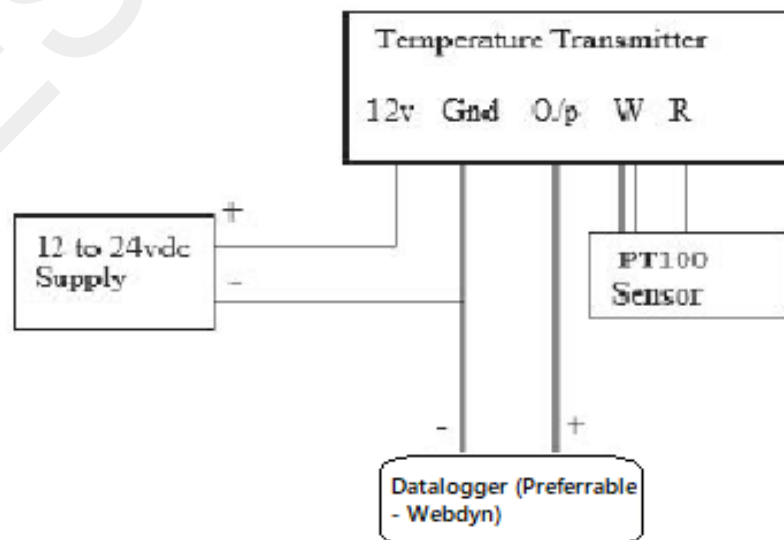 Temperature Transmitter
12v Gnd O/p W R
+
12 to 24vdc
Supply
-
PT100
Sensor
- +
Datalogger (Preferrable
- Webdyn)